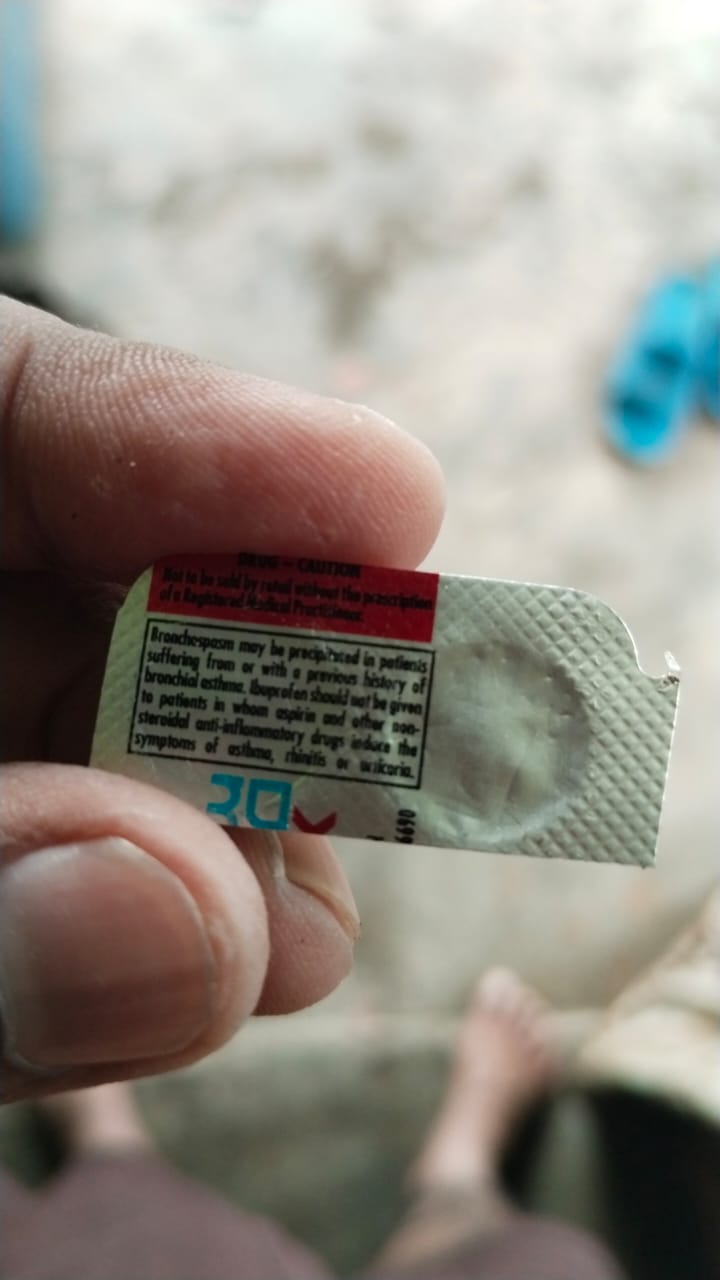 DRUG – CAUTION
Not to be sold by retail without the prescription
of a Registered Medical Practitioner.
Bronchospasm may be precipitated in patients
suffering from or with a previous history of
bronchial asthma. Ibuprofen should not be given
to patients in whom aspirin and other non-
steroidal anti-inflammatory drugs induce the
symptoms of asthma, rhinitis or urticaria.
6690